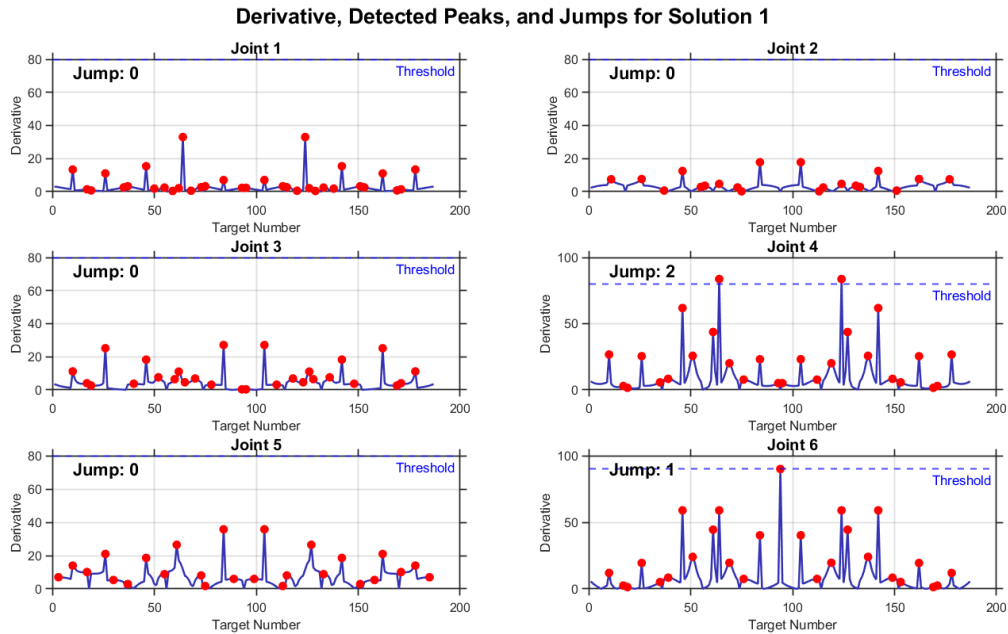 Derivative, Detected Peaks, and Jumps for Solution 1
Joint 1
Jump: 0
Threshold
80
60
40
20
0
Derivative
0
50
100
150
200
Target Number
Joint 2
Jump: 0
Threshold
80
60
40
20
0
Derivative
0
50
100
150
200
Target Number
Joint 3
Jump: 0
Threshold
80
60
40
20
0
Derivative
0
50
100
150
200
Target Number
Joint 4
Jump: 2
Threshold
100
50
0
Derivative
0
50
100
150
200
Target Number
Joint 5
Jump: 0
Threshold
80
60
40
20
0
Derivative
0
50
100
150
200
Target Number
Joint 6
Jump: 1
Threshold
100
50
0
Derivative
0
50
100
150
200
Target Number